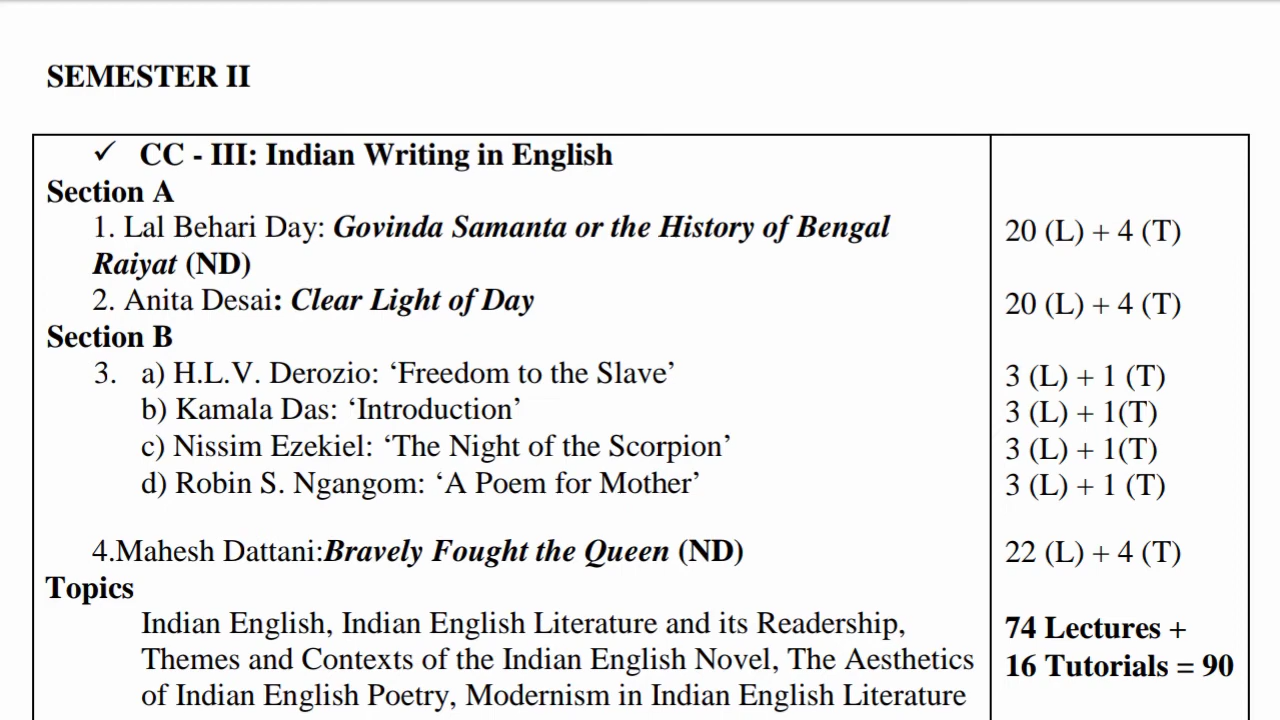 SEMESTER II
✓ CC - III: Indian Writing in English
Section A
1. Lal Behari Day: Govinda Samanta or the History of Bengal 20 (L) + 4 (T)
Raiyat (ND)
2. Anita Desai: Clear Light of Day 20 (L) + 4 (T)
Section B
3. a) H.L.V. Derozio: ‘Freedom to the Slave’ 3 (L) + 1 (T)
b) Kamala Das: ‘Introduction’ 3 (L) + 1(T)
c) Nissim Ezekiel: ‘The Night of the Scorpion’ 3 (L) + 1(T)
d) Robin S. Ngangom: ‘A Poem for Mother’ 3 (L) + 1 (T)
4.Mahesh Dattani:Bravely Fought the Queen (ND) 22 (L) + 4 (T)
Topics
Indian English, Indian English Literature and its Readership, 74 Lectures +
Themes and Contexts of the Indian English Novel, The Aesthetics 16 Tutorials = 90
of Indian English Poetry, Modernism in Indian English Literature